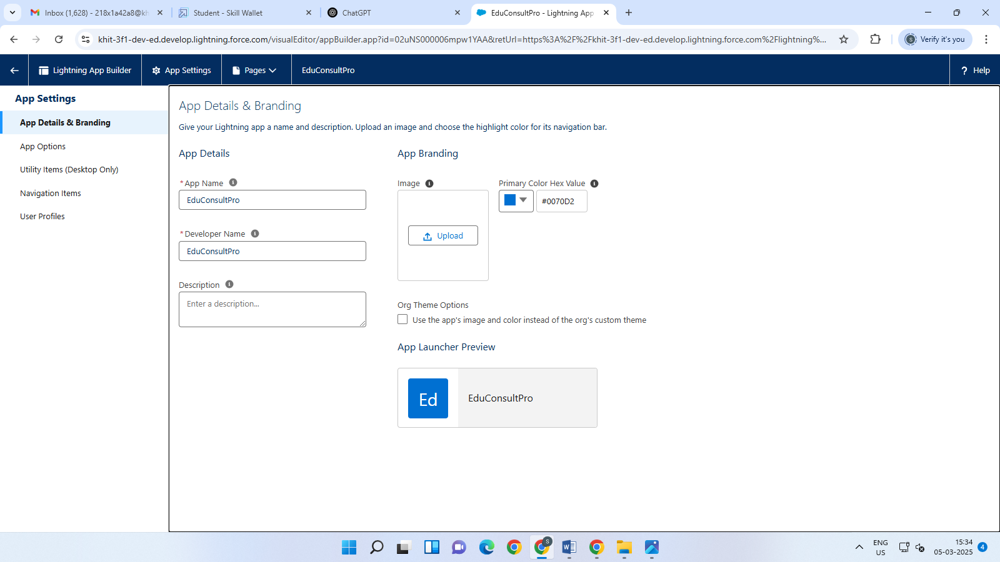 Inbox (1,628) - 218x1a42a8@kh
Student - Skill Wallet
ChatGPT
EduConsultPro - Lightning App
khit-3f1-dev-ed.develop.lightning.force.com/visualEditor/appBuilder.app?id=02uNS000006mpw1YAA&retUrl=https%3A%2F%2Fkhit-3f1-dev-ed.develop.lightning.force.com%2Flightning%...
S
Verify it's you
Lightning App Builder
App Settings
Pages
EduConsultPro
? Help
App Settings
App Details & Branding
App Options
Utility Items (Desktop Only)
Navigation Items
User Profiles
App Details & Branding
Give your Lightning app a name and description. Upload an image and choose the highlight color for its navigation bar.
App Details
*App Name
EduConsultPro
*Developer Name
EduConsultPro
Description
Enter a description...
App Branding
Image
Upload
Primary Color Hex Value
#0070D2
Org Theme Options
Use the app's image and color instead of the org's custom theme
App Launcher Preview
Ed
EduConsultPro
S
ENG
US
15:34
05-03-2025
4